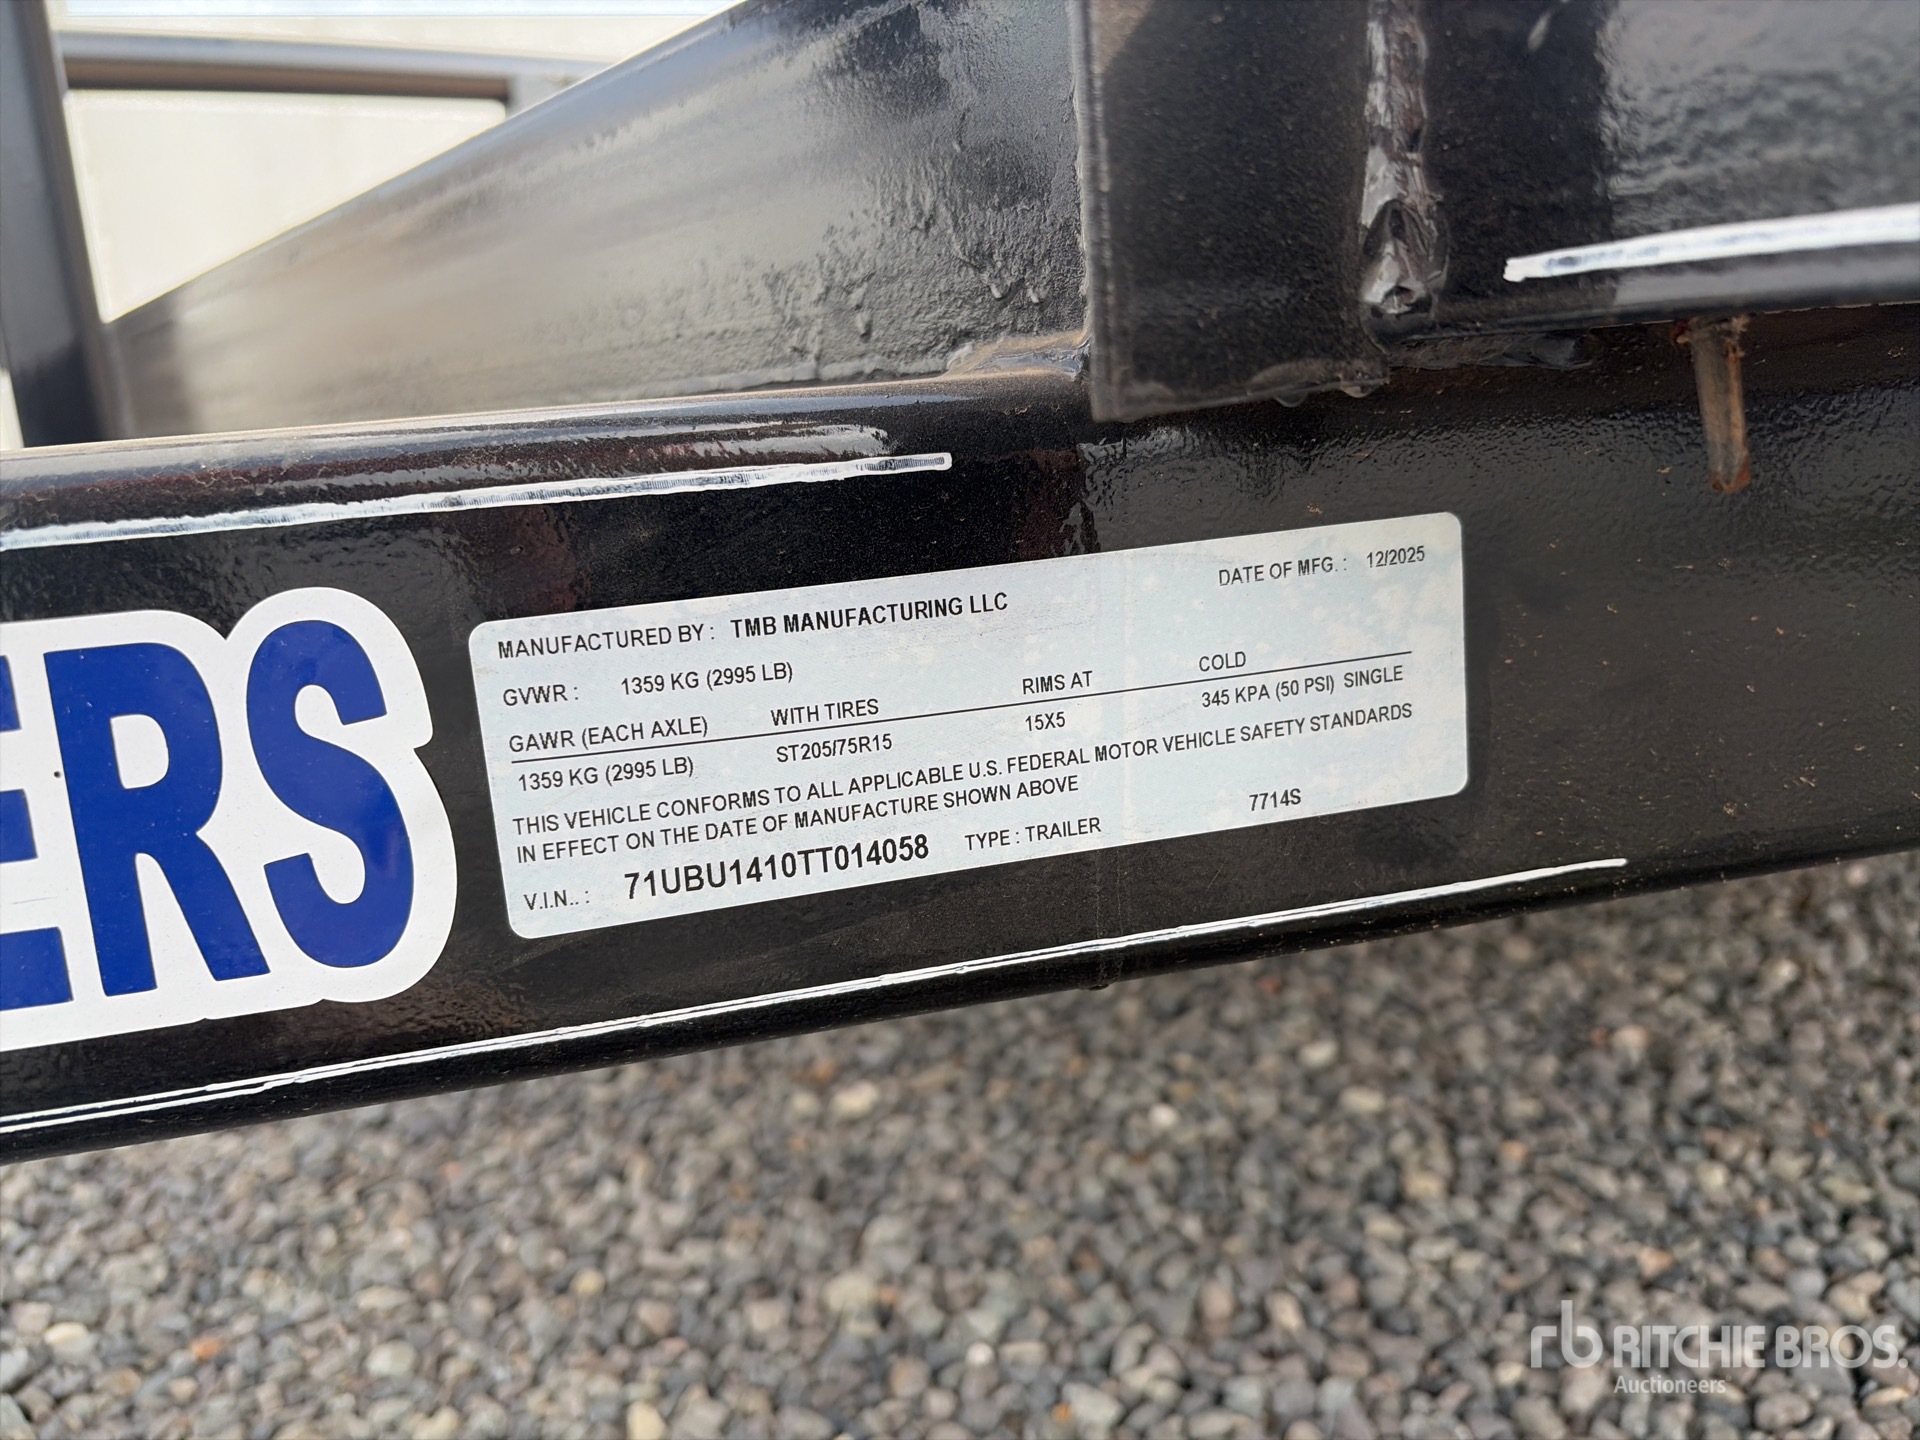 ERS
MANUFACTURED BY : TMB MANUFACTURING LLC DATE OF MFG. : 12/2025
GVWR : 1359 KG (2995 LB)
GAWR (EACH AXLE) WITH TIRES RIMS AT COLD
1359 KG (2995 LB) ST205/75R15 15X5 345 KPA (50 PSI) SINGLE
THIS VEHICLE CONFORMS TO ALL APPLICABLE U.S. FEDERAL MOTOR VEHICLE SAFETY STANDARDS
IN EFFECT ON THE DATE OF MANUFACTURE SHOWN ABOVE
V.I.N.. : 71UBU1410TT014058 TYPE : TRAILER 7714S
rb RITCHIE BROS.
Auctioneers